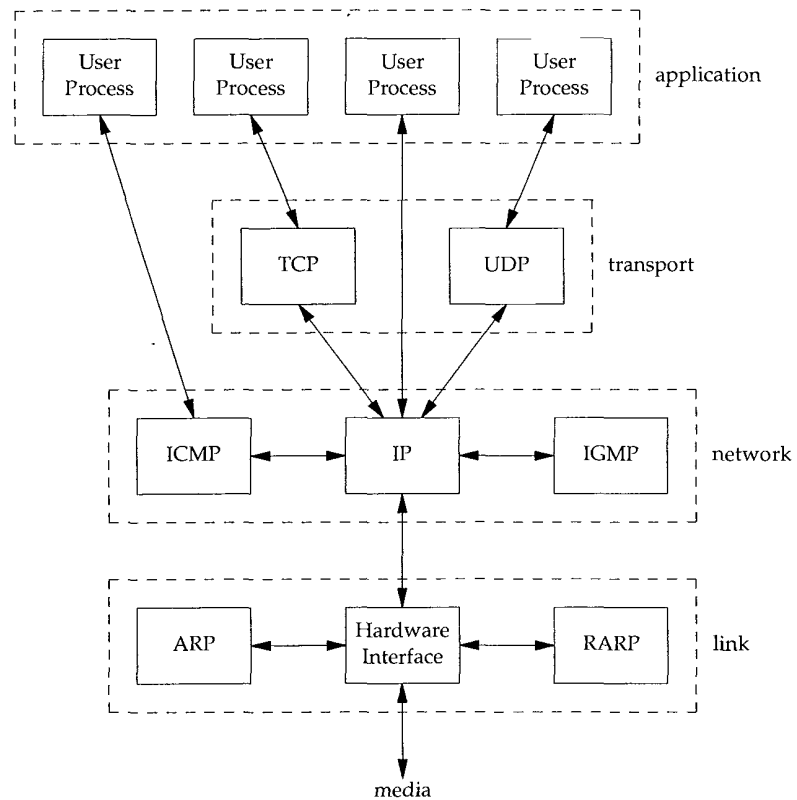 User
Process
User
Process
User
Process
User
Process
application
TCP
UDP
transport
ICMP
IP
IGMP
network
ARP
Hardware
Interface
RARP
link
media